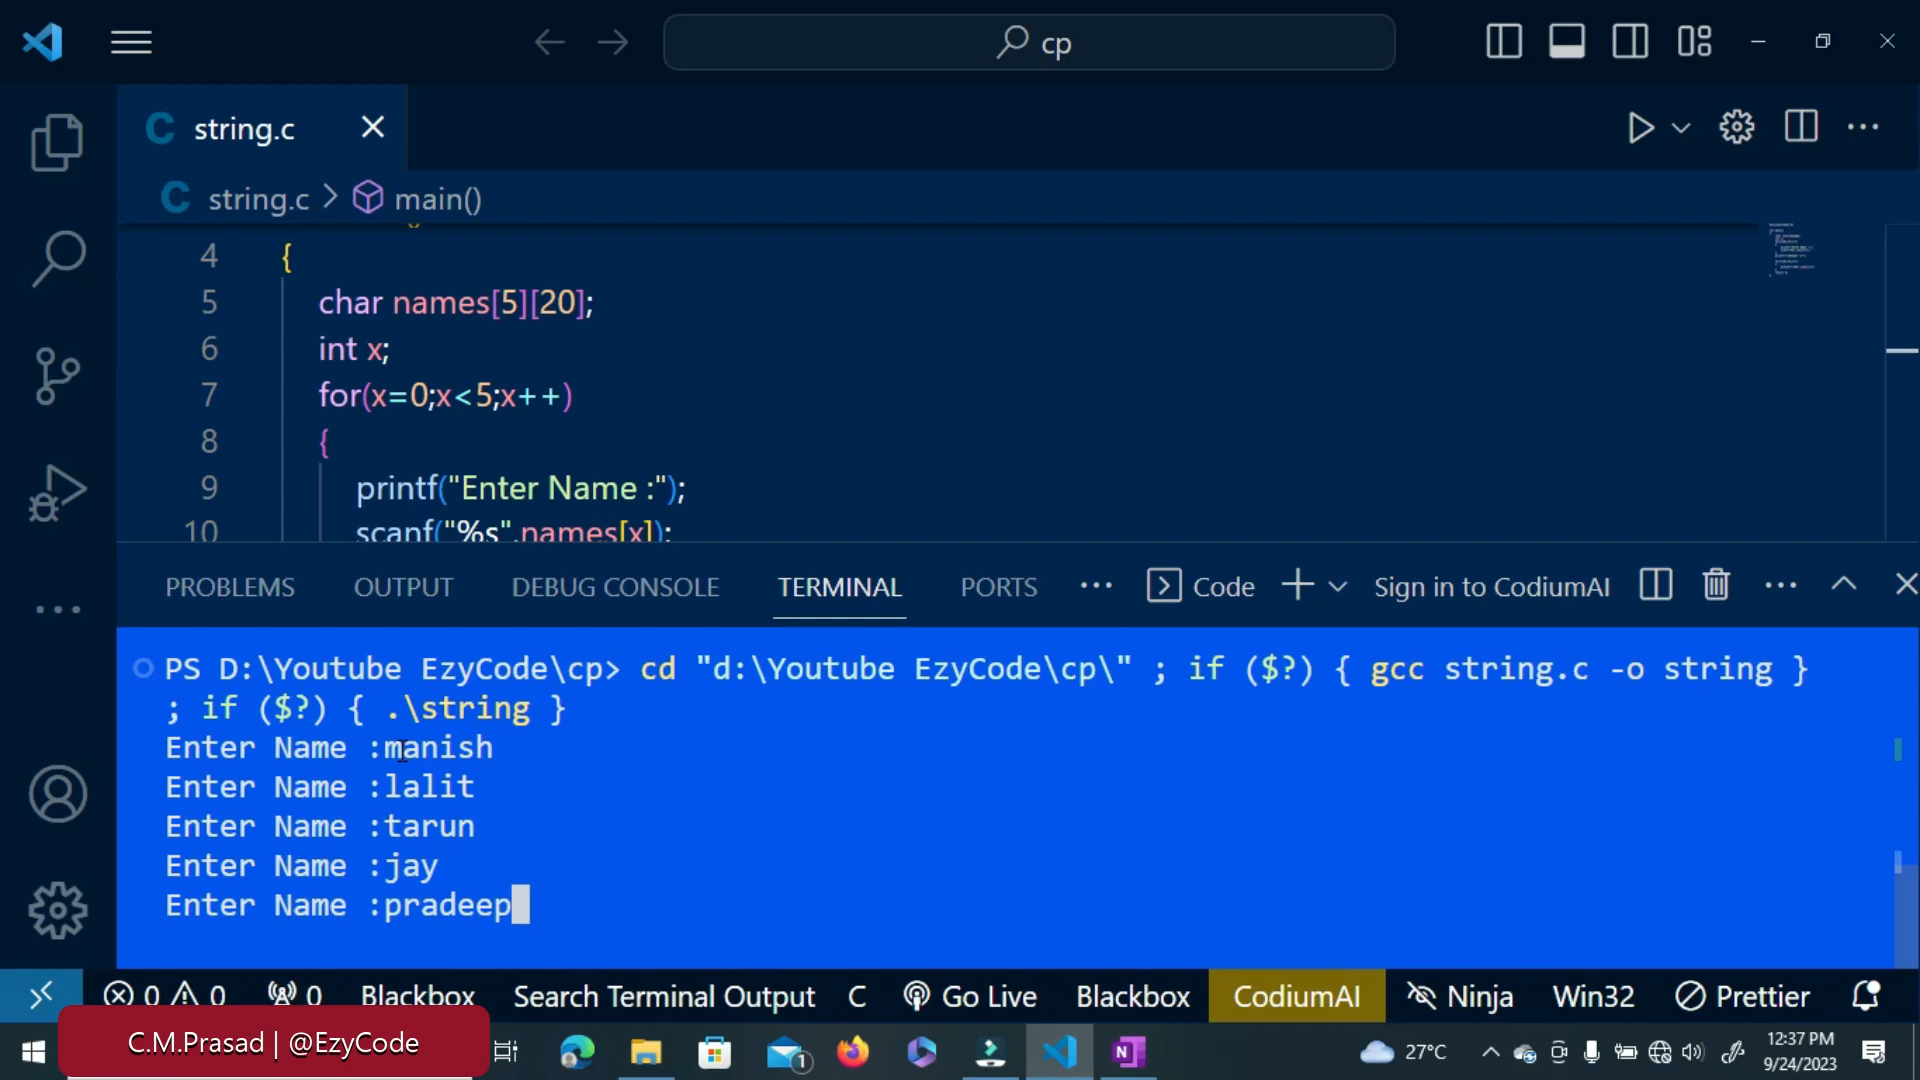 cp
string.c
string.c > main()
4 {
5 char names[5][20];
6 int x;
7 for(x=0;x<5;x++)
8 {
9 printf("Enter Name :");
10 scanf("%s",names[x]);
PROBLEMS OUTPUT DEBUG CONSOLE TERMINAL PORTS ... Code Sign in to CodiumAI
PS D:\Youtube EzyCode\cp> cd "d:\Youtube EzyCode\cp\" ; if ($?) { gcc string.c -o string }
; if ($?) { .\string }
Enter Name :manish
Enter Name :lalit
Enter Name :tarun
Enter Name :jay
Enter Name :pradeep
0 0 0 Blackbox Search Terminal Output C Go Live Blackbox CodiumAI Ninja Win32 Prettier
C.M.Prasad | @EzyCode
1
27°C
12:37 PM
9/24/2023